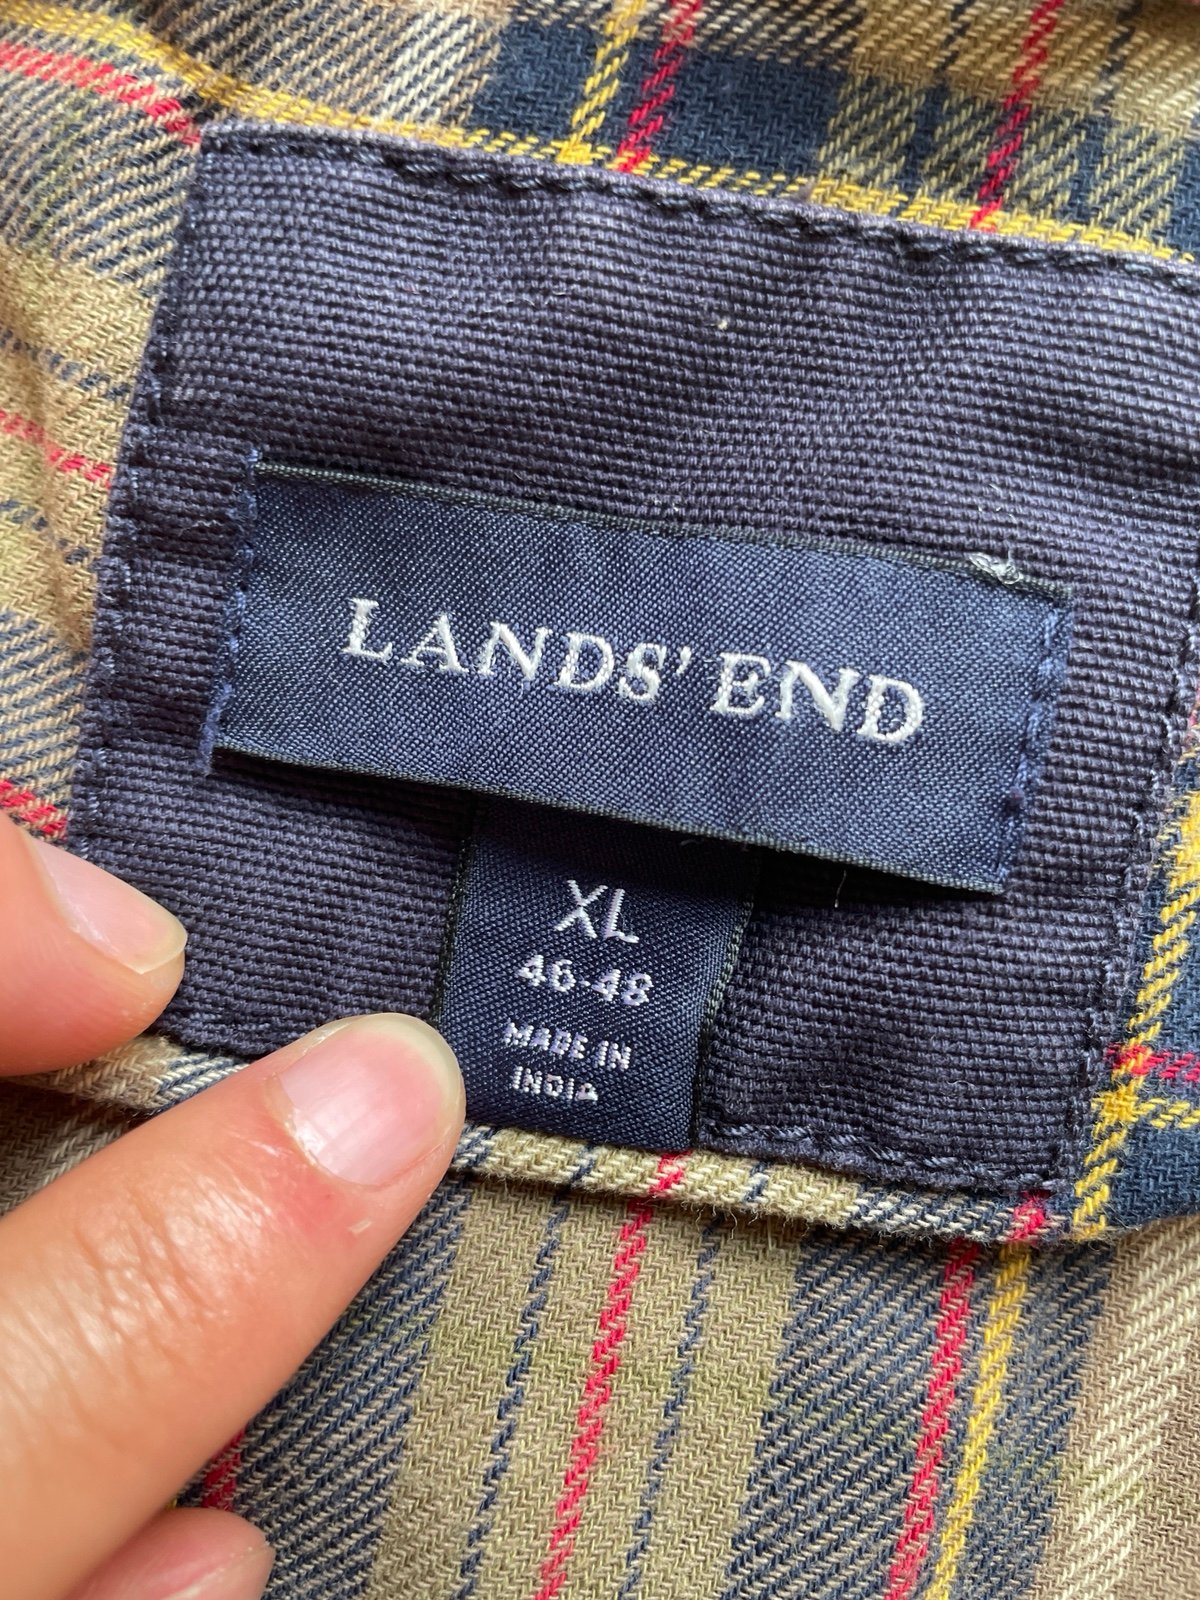 LANDS' END
XL
46-48
MADE IN
INDIA